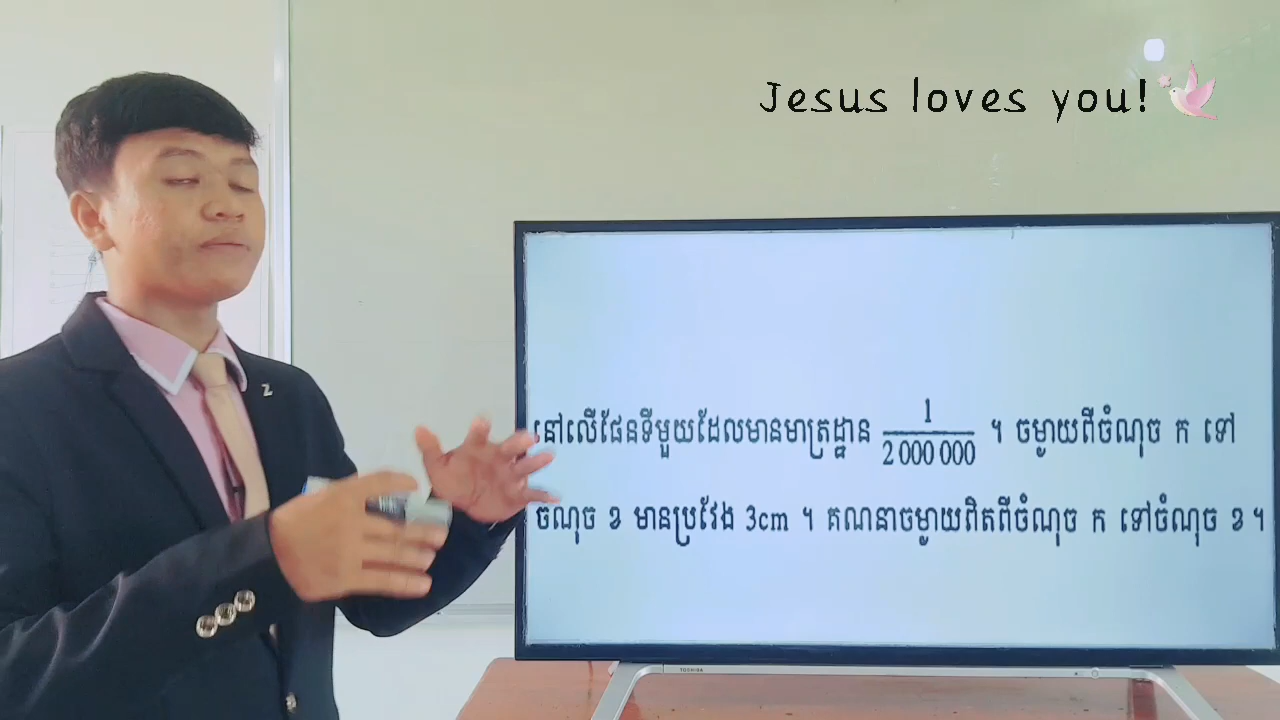 Jesus loves you!
Z
នៅលើផែនទីមួយដែលមានមាត្រដ្ឋាន 1/2 000 000 ។ ចម្ងាយពីចំណុច ក ទៅ
ចំណុច ខ មានប្រវែង 3cm ។ គណនាចម្ងាយពិតពីចំណុច ក ទៅចំណុច ខ ។
TOSHIBA